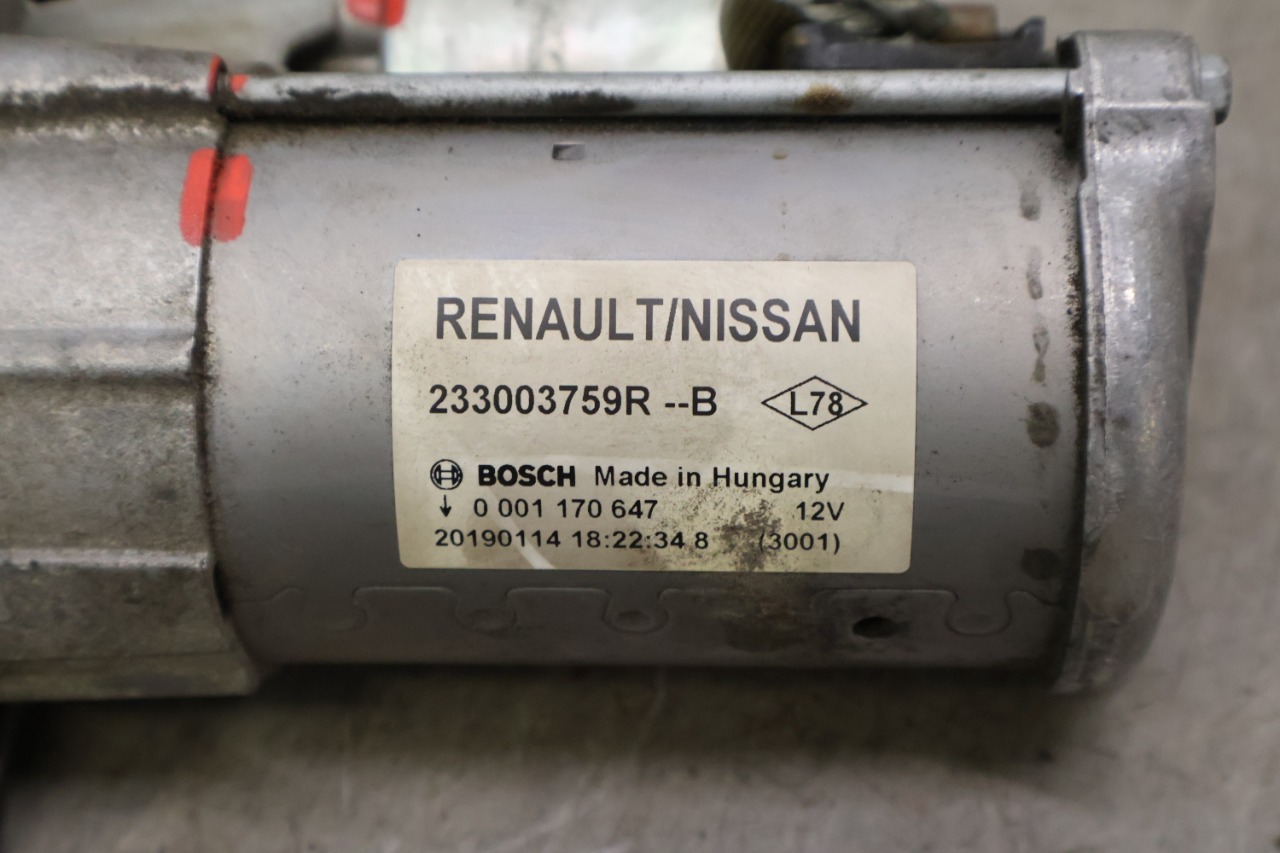 RENAULT/NISSAN
233003759R --B L78
BOSCH Made in Hungary
↓ 0 001 170 647 12V
20190114 18:22:34 8 (3001)